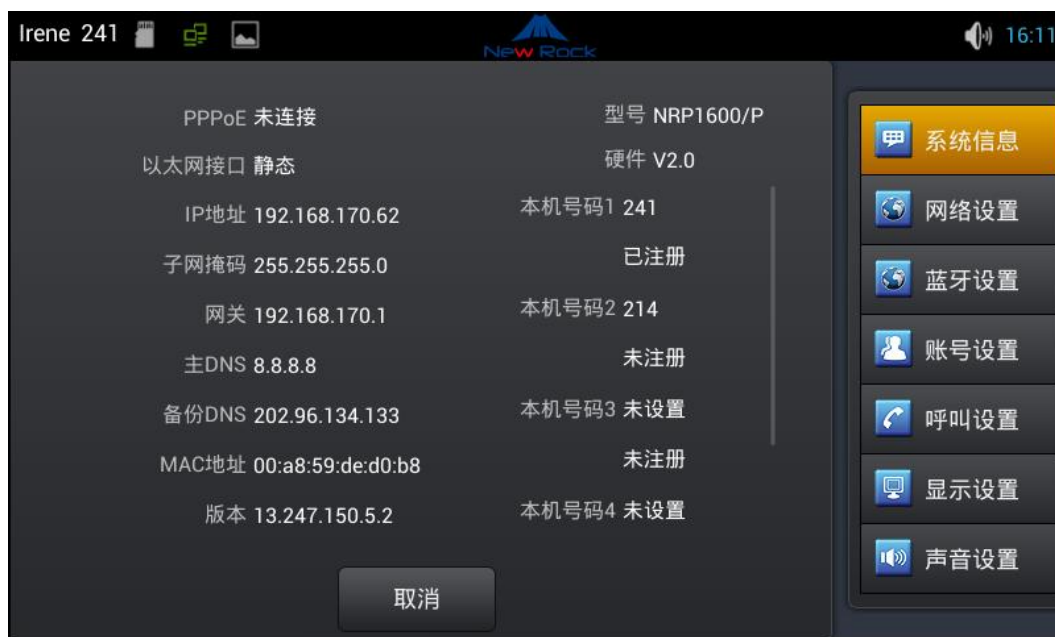 Irene 241
New Rock
16:11
PPPoE 未连接
以太网接口 静态
IP地址 192.168.170.62
子网掩码 255.255.255.0
网关 192.168.170.1
主DNS 8.8.8.8
备份DNS 202.96.134.133
MAC地址 00:a8:59:de:d0:b8
版本 13.247.150.5.2
型号 NRP1600/P
硬件 V2.0
本机号码1 241
已注册
本机号码2 214
未注册
本机号码3 未设置
未注册
本机号码4 未设置
取消
系统信息
网络设置
蓝牙设置
账号设置
呼叫设置
显示设置
声音设置